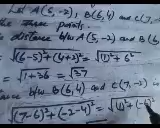 Let A(5,-2), B(6,4) and C(7,
the three points.
distance b/w A(5,-2) and B(6,
= √(6-5)² + (4+2)² = √(1)² + 6²
= √1+36 = √37
b/w B(6,4) and C(7,-2) is
= √(7-6)² + (-2-4)² = √(1)² + (-6)²